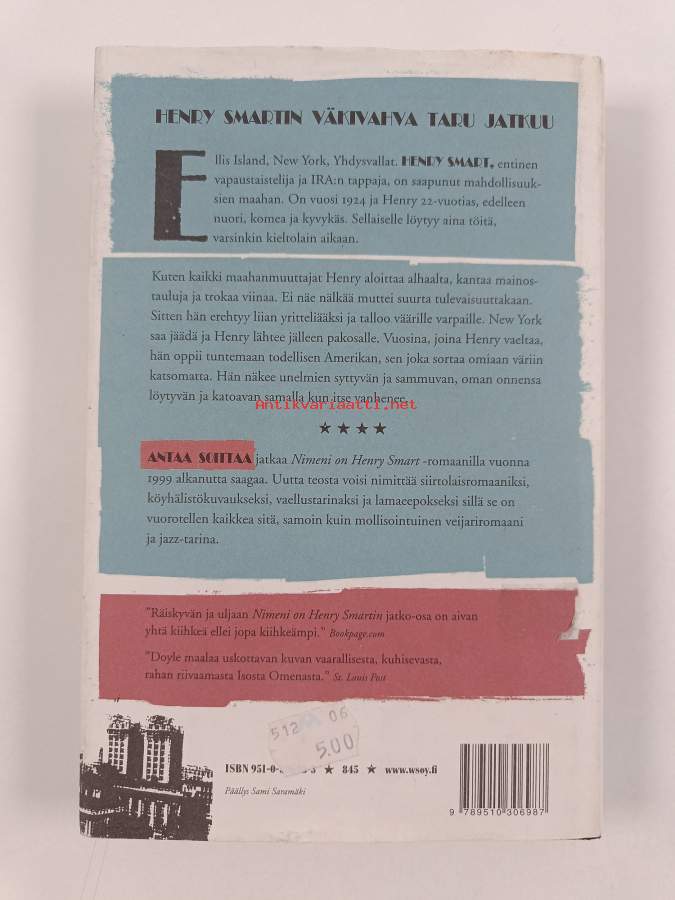 HENRY SMARTIN VÄKIVAHVA TARU JATKUU
Ellis Island, New York, Yhdysvallat. HENRY SMART, entinen
vapaustaistelija ja IRA:n tappaja, on saapunut mahdollisuuk-
sien maahan. On vuosi 1924 ja Henry 22-vuotias, edelleen
nuori, komea ja kyvykäs. Sellaiselle löytyy aina töitä,
varsinkin kieltolain aikaan.
Kuten kaikki maahanmuuttajat Henry aloittaa alhaalta, kantaa mainos-
tauluja ja trokaa viinaa. Ei näe nälkää muttei suurta tulevaisuuttakaan.
Sitten hän erehtyy liian yritteliääksi ja talloo väärille varpaille. New York
saa jäädä ja Henry lähtee jälleen pakosalle. Vuosina, joina Henry vaeltaa,
hän oppii tuntemaan todellisen Amerikan, sen joka sortaa omiaan väriin
katsomatta. Hän näkee unelmien syttyvän ja sammuvan, oman onnensa
löytyvän ja katoavan samalla kun itse vanhenee.
Antikvariaatti.net
★ ★ ★ ★
ANTAA SOITTAA jatkaa Nimeni on Henry Smart -romaanilla vuonna
1999 alkanutta saagaa. Uutta teosta voisi nimittää siirtolaisromaaniksi,
köyhälistökuvaukseksi, vaellustarinaksi ja lamaeepokseksi sillä se on
vuorotellen kaikkea sitä, samoin kuin mollisointuinen veijariromaani
ja jazz-tarina.
"Räiskyvän ja uljaan Nimeni on Henry Smartin jatko-osa on aivan
yhtä kiihkeä ellei jopa kiihkeämpi." Bookpage.com
"Doyle maalaa uskottavan kuvan vaarallisesta, kuhisevasta,
rahan riivaamasta Isosta Omenasta." St. Louis Post
512 06
5.00
ISBN 951-0- ★ 845 ★ www.wsoy.fi
Päällys Sami Saramäki
9 789510 306987